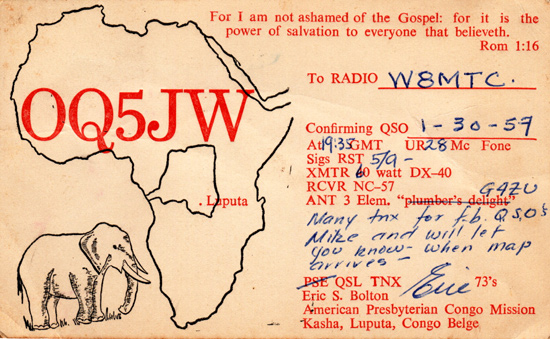 For I am not ashamed of the Gospel: for it is the
power of salvation to everyone that believeth.
Rom 1:16
To RADIO W8MTC.
OQ5JW
Confirming QSO 1-30-57
At 19:35 GMT UR 28 Mc Fone
Sigs RST 5/9-
XMTR 60 watt DX-40
RCVR NC-57
G4ZU
ANT 3 Elem. "plumber's delight"
. Luputa
Many tnx for f.b. Q.S.O's
Mike and will let
you know - when map
arrives -
PSE QSL TNX Eric 73's
Eric S. Bolton
American Presbyterian Congo Mission
Kasha, Luputa, Congo Belge